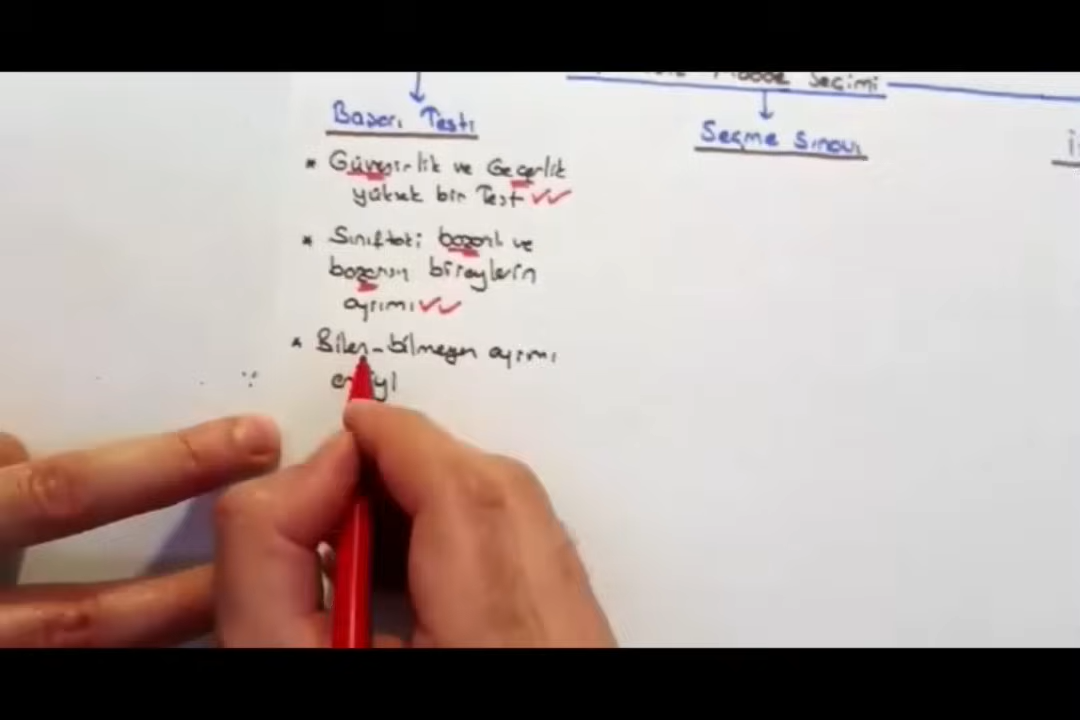 Madde Seçimi
Başarı Testi
Seçme Sınavı
* Güvenirlik ve Geçerlik
yüksek bir Test ✓✓
* Sınıftaki başarılı ve
başarısız bireylerin
ayrımı ✓✓
* Bilen-bilmeyen ayrımı